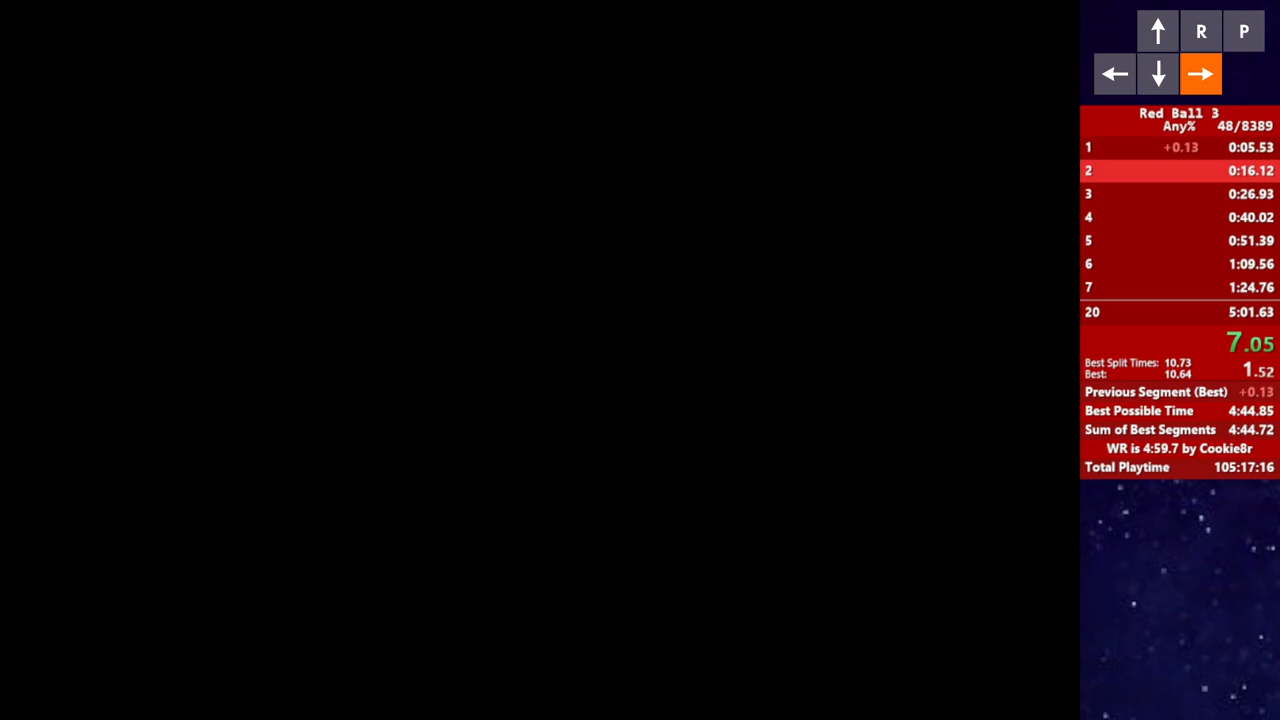 ↑ R P
← ↓ →
Red Ball 3
Any% 48/8389
1 +0.13 0:05.53
2 0:16.12
3 0:26.93
4 0:40.02
5 0:51.39
6 1:09.56
7 1:24.76
20 5:01.63
7.05
Best Split Times: 10.73
Best: 10.64 1.52
Previous Segment (Best) +0.13
Best Possible Time 4:44.85
Sum of Best Segments 4:44.72
WR is 4:59.7 by Cookie8r
Total Playtime 105:17:16